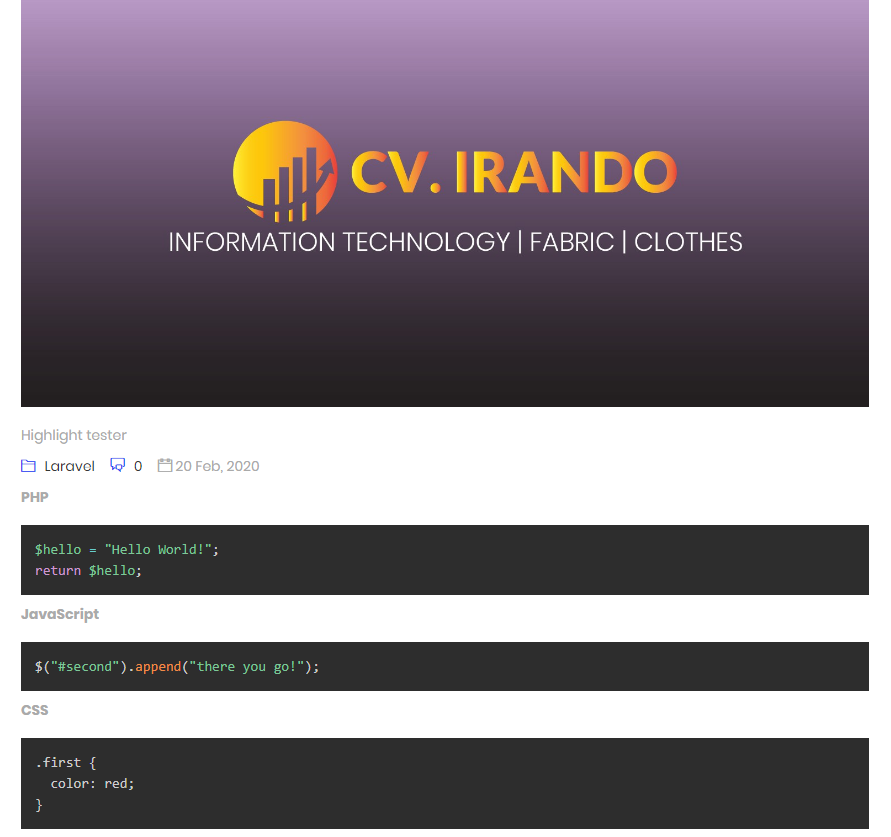 CV. IRANDO
INFORMATION TECHNOLOGY | FABRIC | CLOTHES
Highlight tester
Laravel 0 20 Feb, 2020
PHP
$hello = "Hello World!";
return $hello;
JavaScript
$("#second").append("there you go!");
CSS
.first {
  color: red;
}